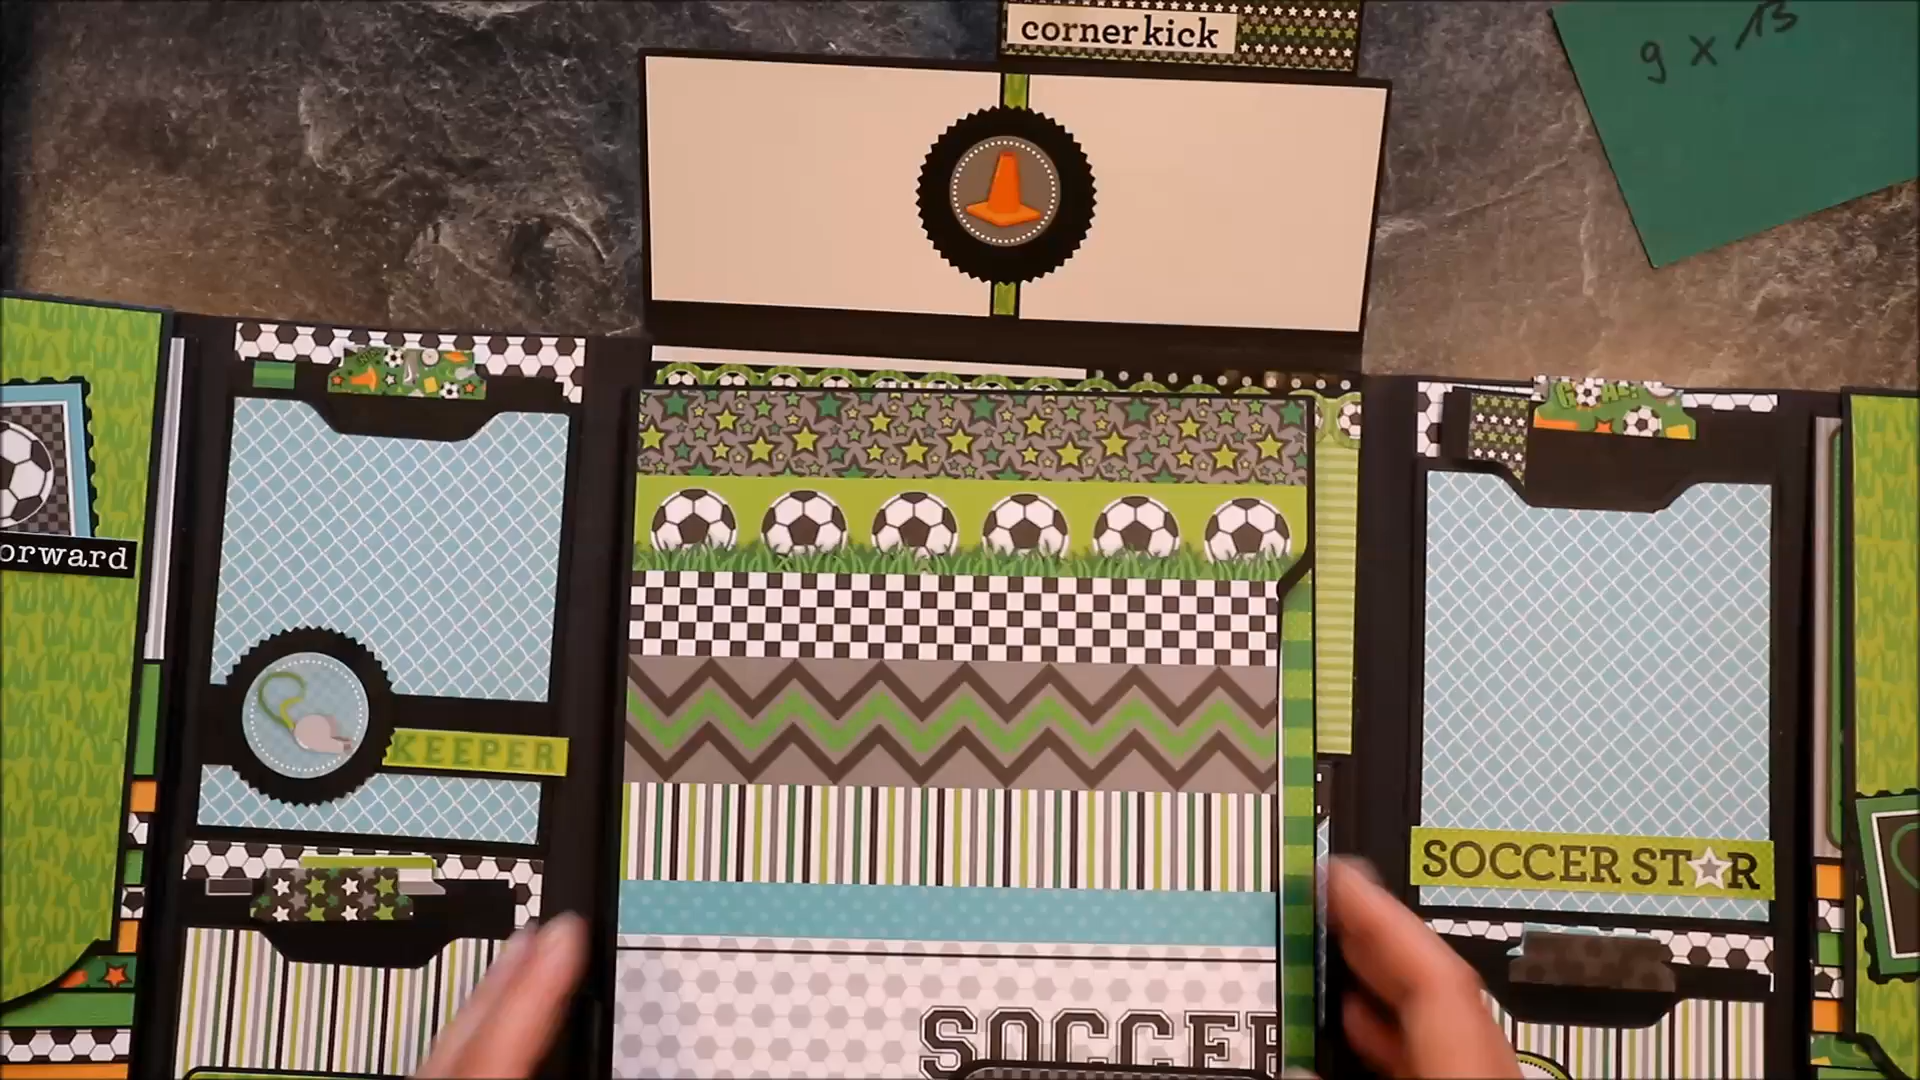 corner kick
9 x 13
orward
KEEPER
SOCCER STAR
SOCCER